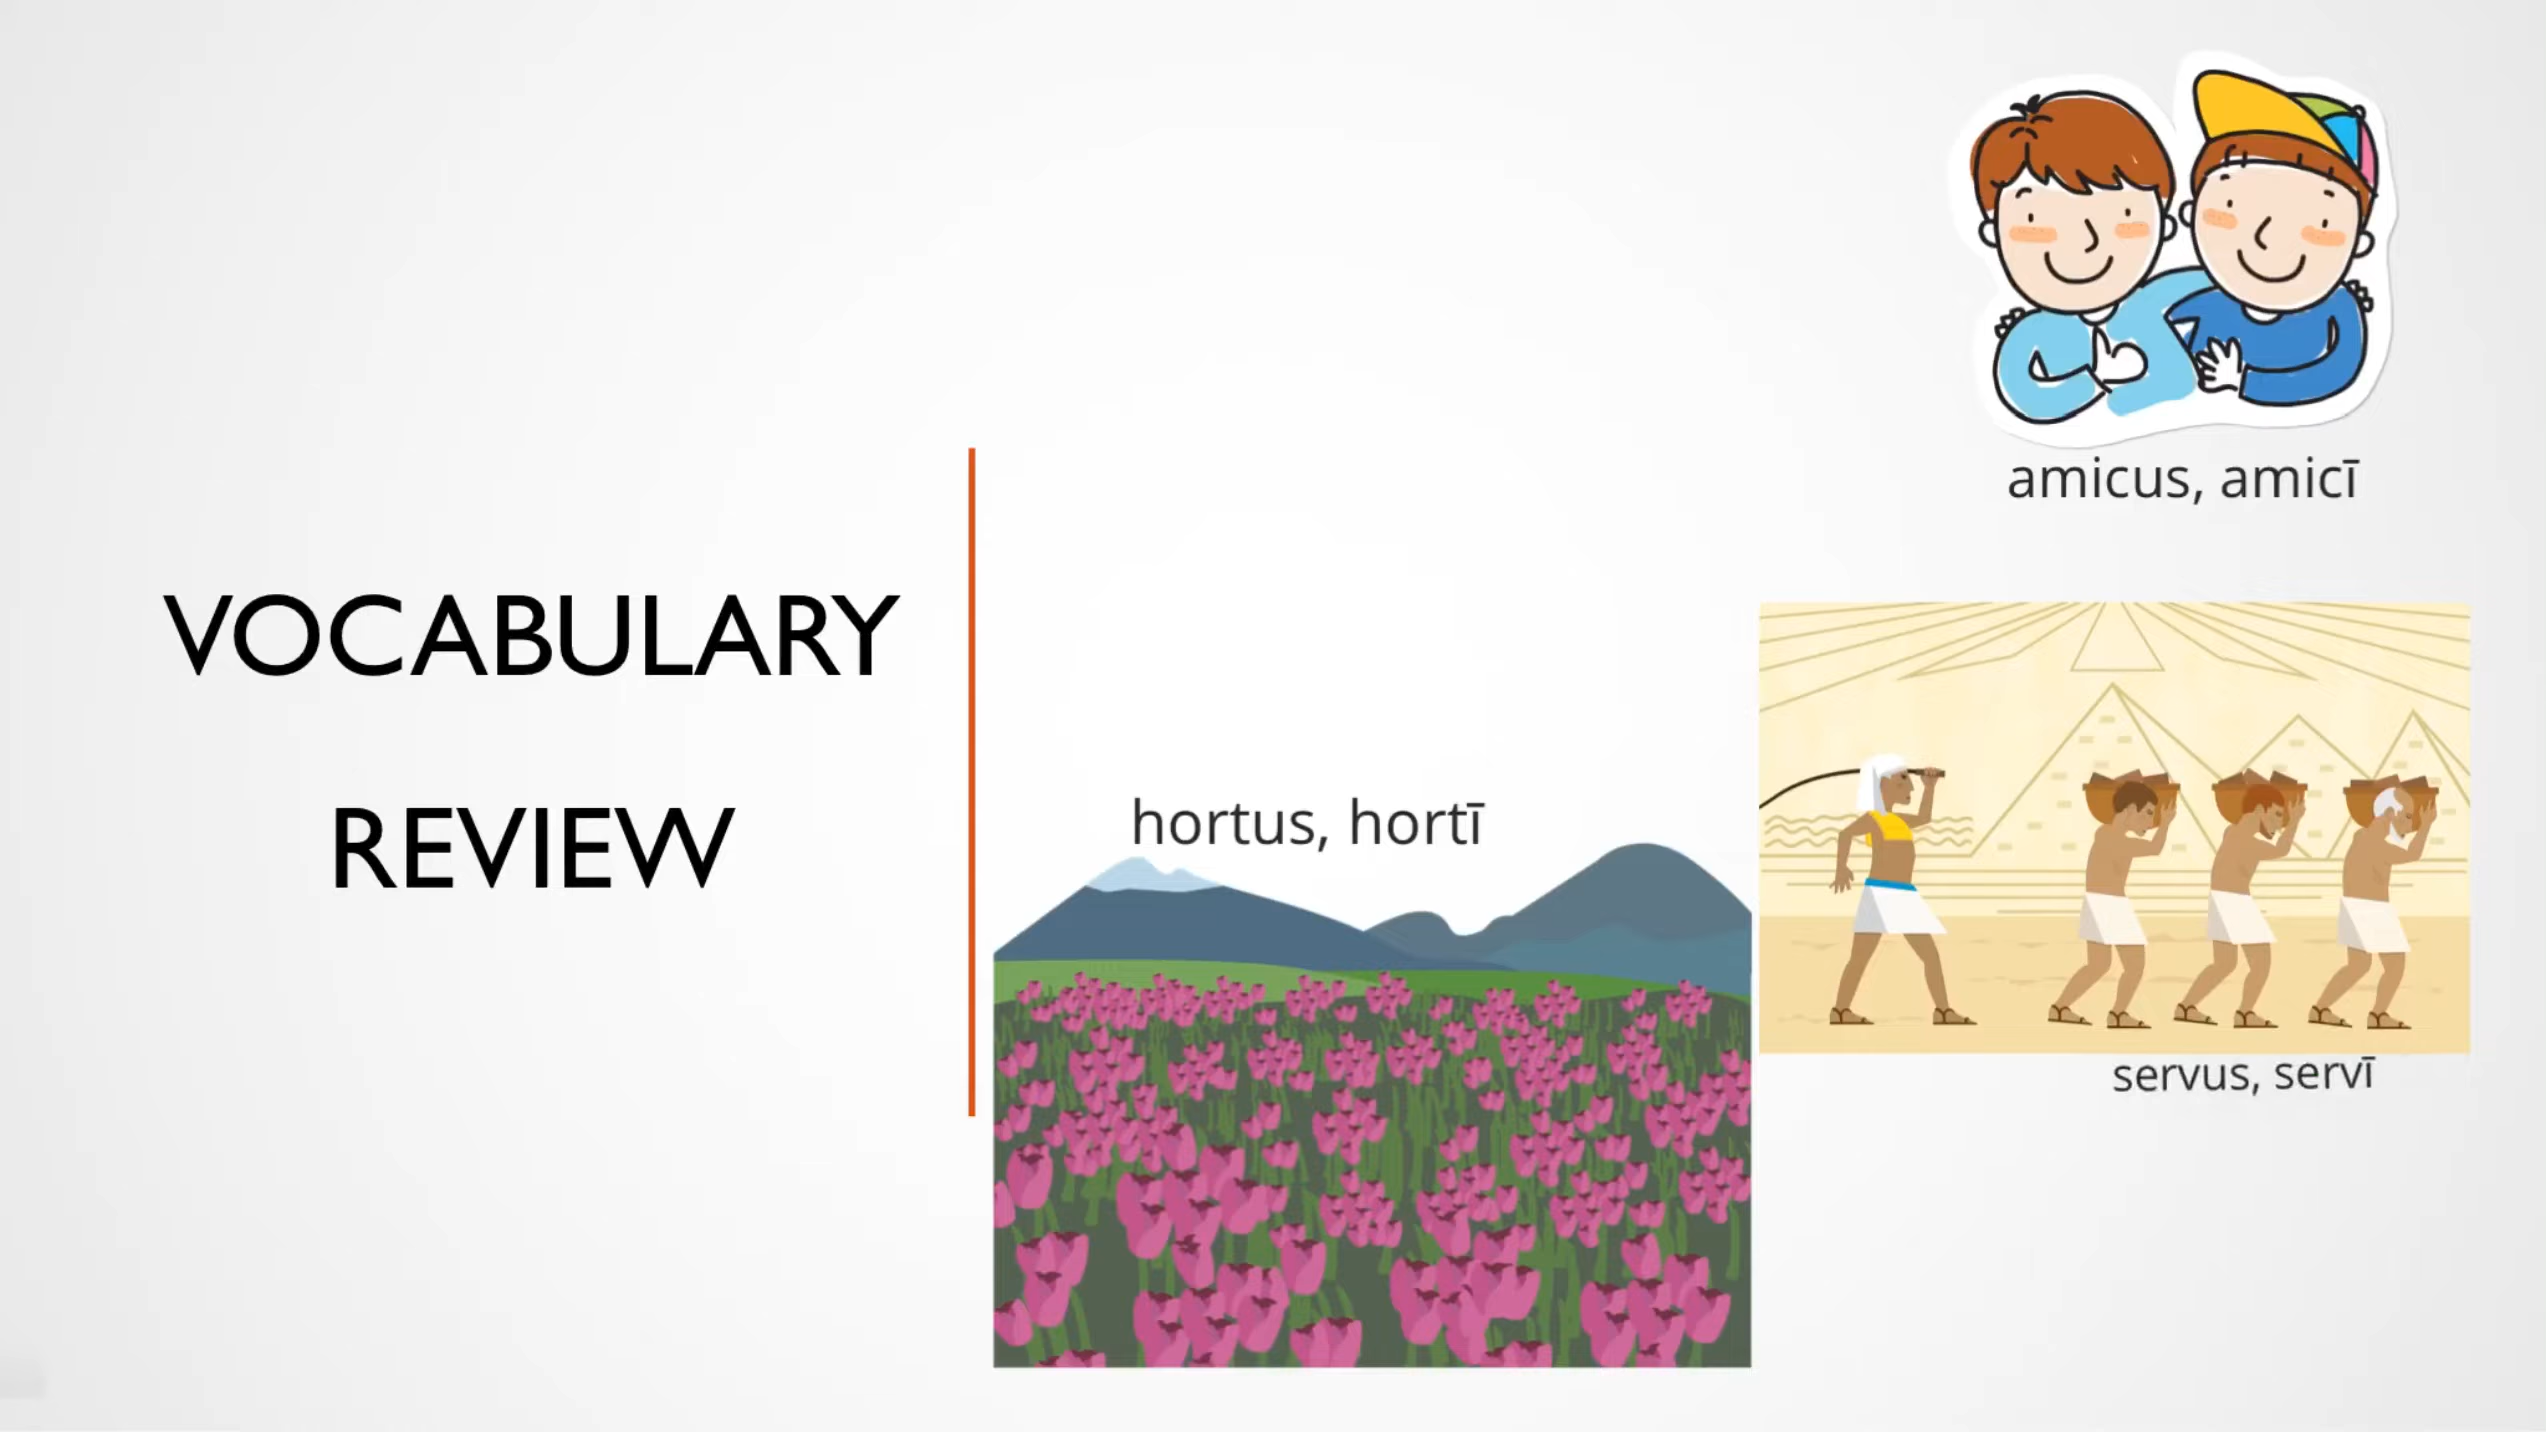 VOCABULARY
REVIEW
amicus, amicī
hortus, hortī
servus, servī